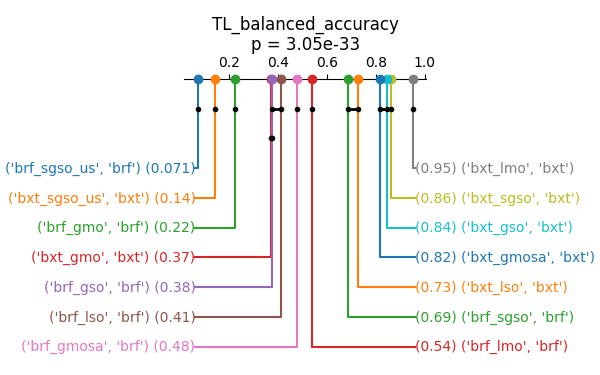 TL_balanced_accuracy
p = 3.05e-33
0.2 0.4 0.6 0.8 1.0
('brf_sgso_us', 'brf') (0.071) (0.95) ('bxt_lmo', 'bxt')
('bxt_sgso_us', 'bxt') (0.14) (0.86) ('bxt_sgso', 'bxt')
('brf_gmo', 'brf') (0.22) (0.84) ('bxt_gso', 'bxt')
('bxt_gmo', 'bxt') (0.37) (0.82) ('bxt_gmosa', 'bxt')
('brf_gso', 'brf') (0.38) (0.73) ('bxt_lso', 'bxt')
('brf_lso', 'brf') (0.41) (0.69) ('brf_sgso', 'brf')
('brf_gmosa', 'brf') (0.48) (0.54) ('brf_lmo', 'brf')